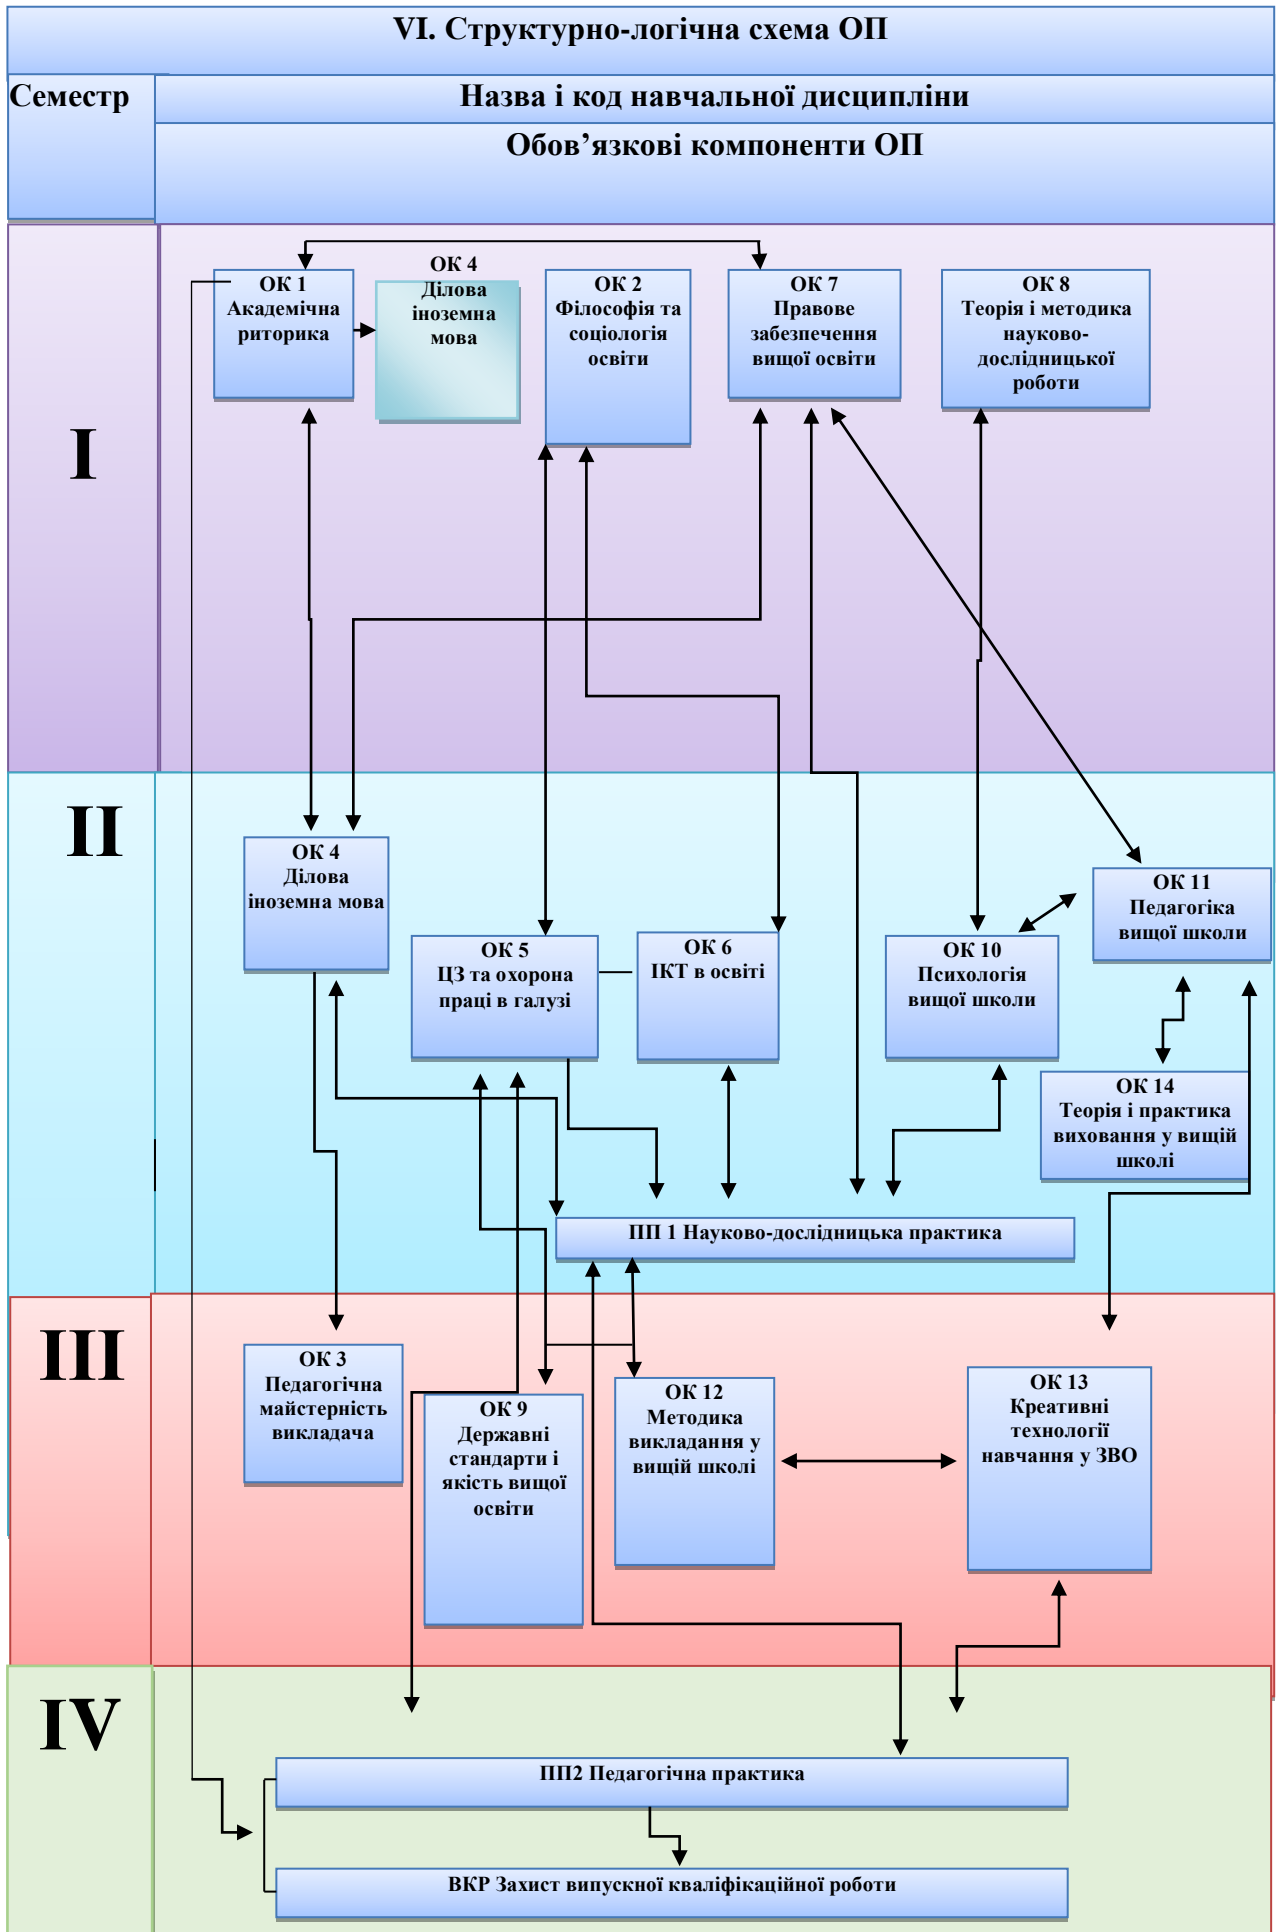 VI. Структурно-логічна схема ОП
Семестр
Назва і код навчальної дисципліни
Обов’язкові компоненти ОП
I
ОК 1
Академічна
риторика
ОК 4
Ділова
іноземна
мова
ОК 2
Філософія та
соціологія
освіти
ОК 7
Правове
забезпечення
вищої освіти
ОК 8
Теорія і методика
науково-
дослідницької
роботи
II
ОК 4
Ділова
іноземна мова
ОК 5
ЦЗ та охорона
праці в галузі
ОК 6
ІКТ в освіті
ОК 10
Психологія
вищої школи
ОК 11
Педагогіка
вищої школи
ОК 14
Теорія і практика
виховання у вищій
школі
ПП 1 Науково-дослідницька практика
III
ОК 3
Педагогічна
майстерність
викладача
ОК 9
Державні
стандарти і
якість вищої
освіти
ОК 12
Методика
викладання у
вищій школі
ОК 13
Креативні
технології
навчання у ЗВО
IV
ПП2 Педагогічна практика
ВКР Захист випускної кваліфікаційної роботи